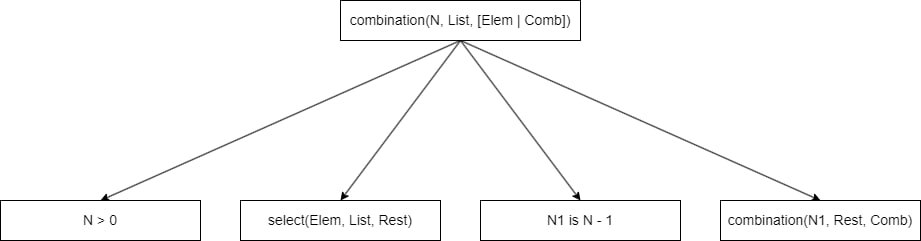 combination(N, List, [Elem | Comb])
N > 0
select(Elem, List, Rest)
N1 is N - 1
combination(N1, Rest, Comb)